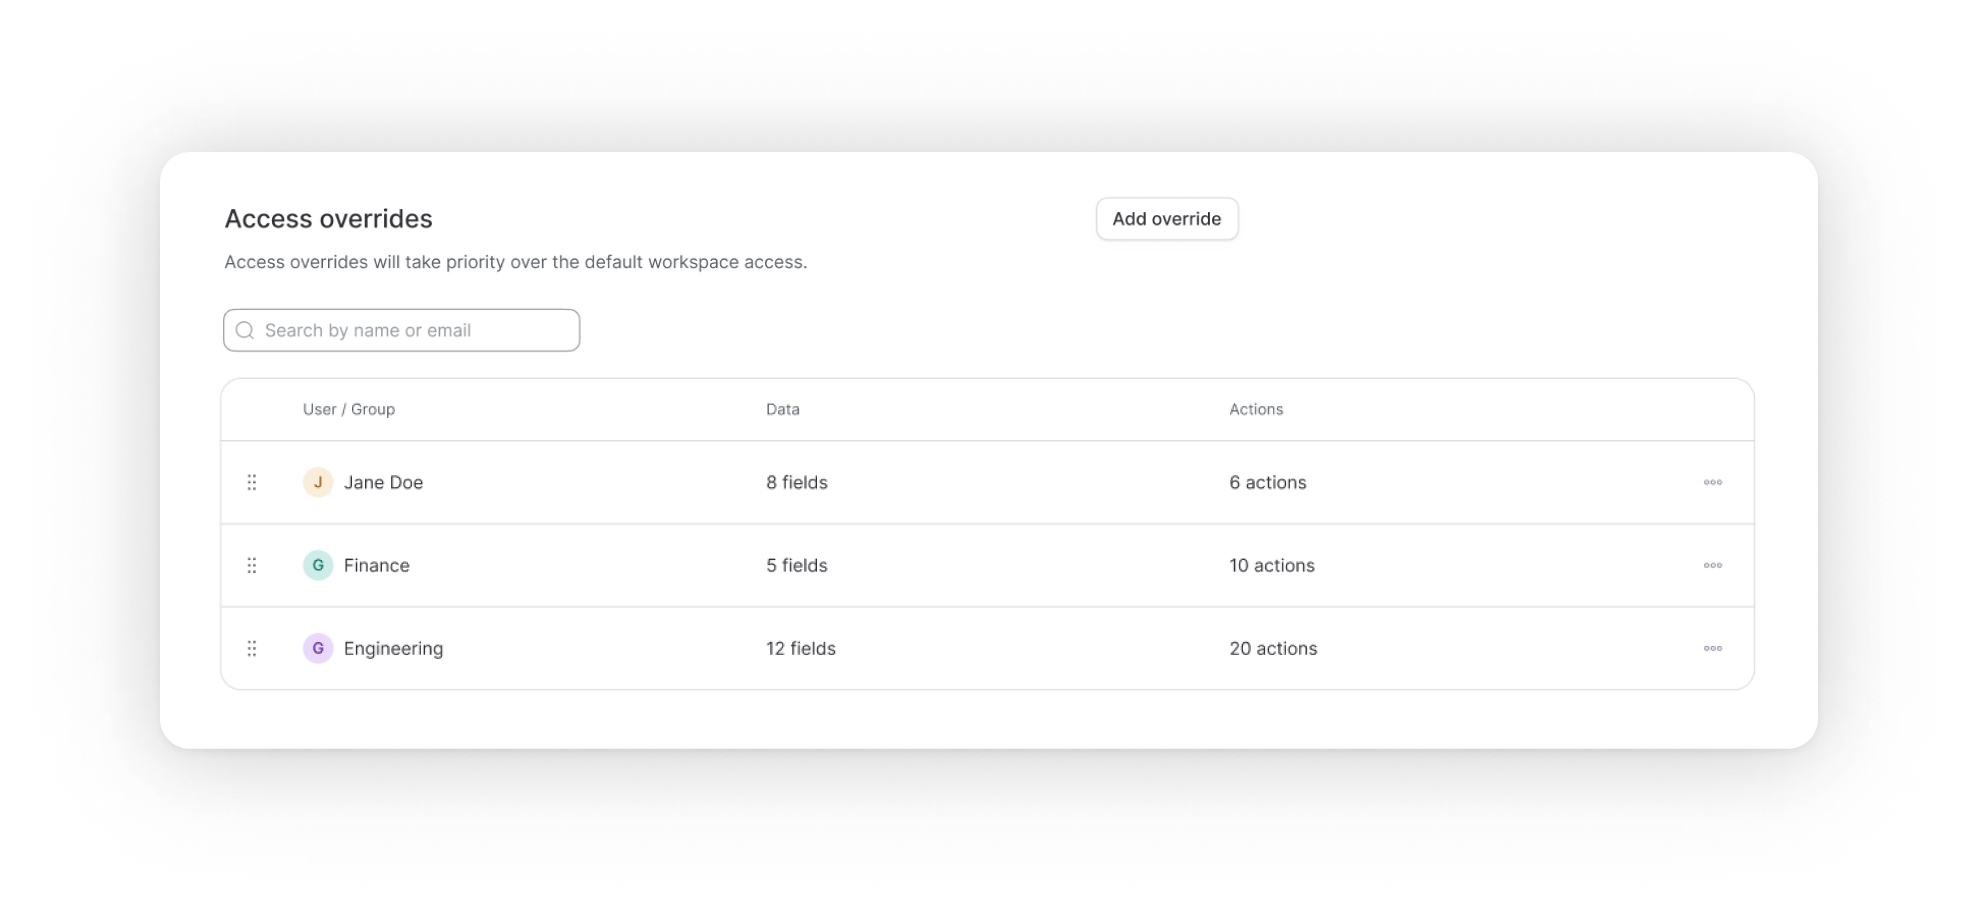 Access overrides
Add override
Access overrides will take priority over the default workspace access.
Search by name or email
User / Group Data Actions
J Jane Doe 8 fields 6 actions
G Finance 5 fields 10 actions
G Engineering 12 fields 20 actions